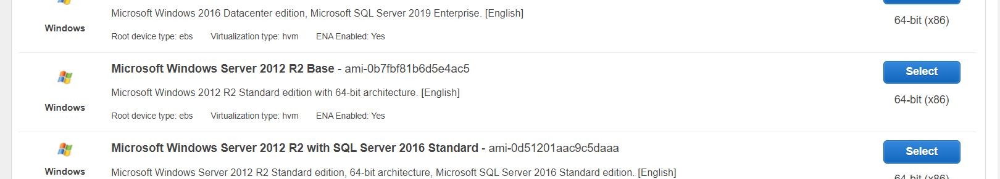 Microsoft Windows 2016 Datacenter edition, Microsoft SQL Server 2019 Enterprise. [English]
64-bit (x86)
Windows
Root device type: ebs Virtualization type: hvm ENA Enabled: Yes
Microsoft Windows Server 2012 R2 Base - ami-0b7fbf81b6d5e4ac5
Select
Microsoft Windows 2012 R2 Standard edition with 64-bit architecture. [English]
64-bit (x86)
Windows
Root device type: ebs Virtualization type: hvm ENA Enabled: Yes
Microsoft Windows Server 2012 R2 with SQL Server 2016 Standard - ami-0d51201aac9c5daaa
Select
Windows
Microsoft Windows Server 2012 R2 Standard edition, 64-bit architecture, Microsoft SQL Server 2016 Standard edition. [English]
64-bit (x86)